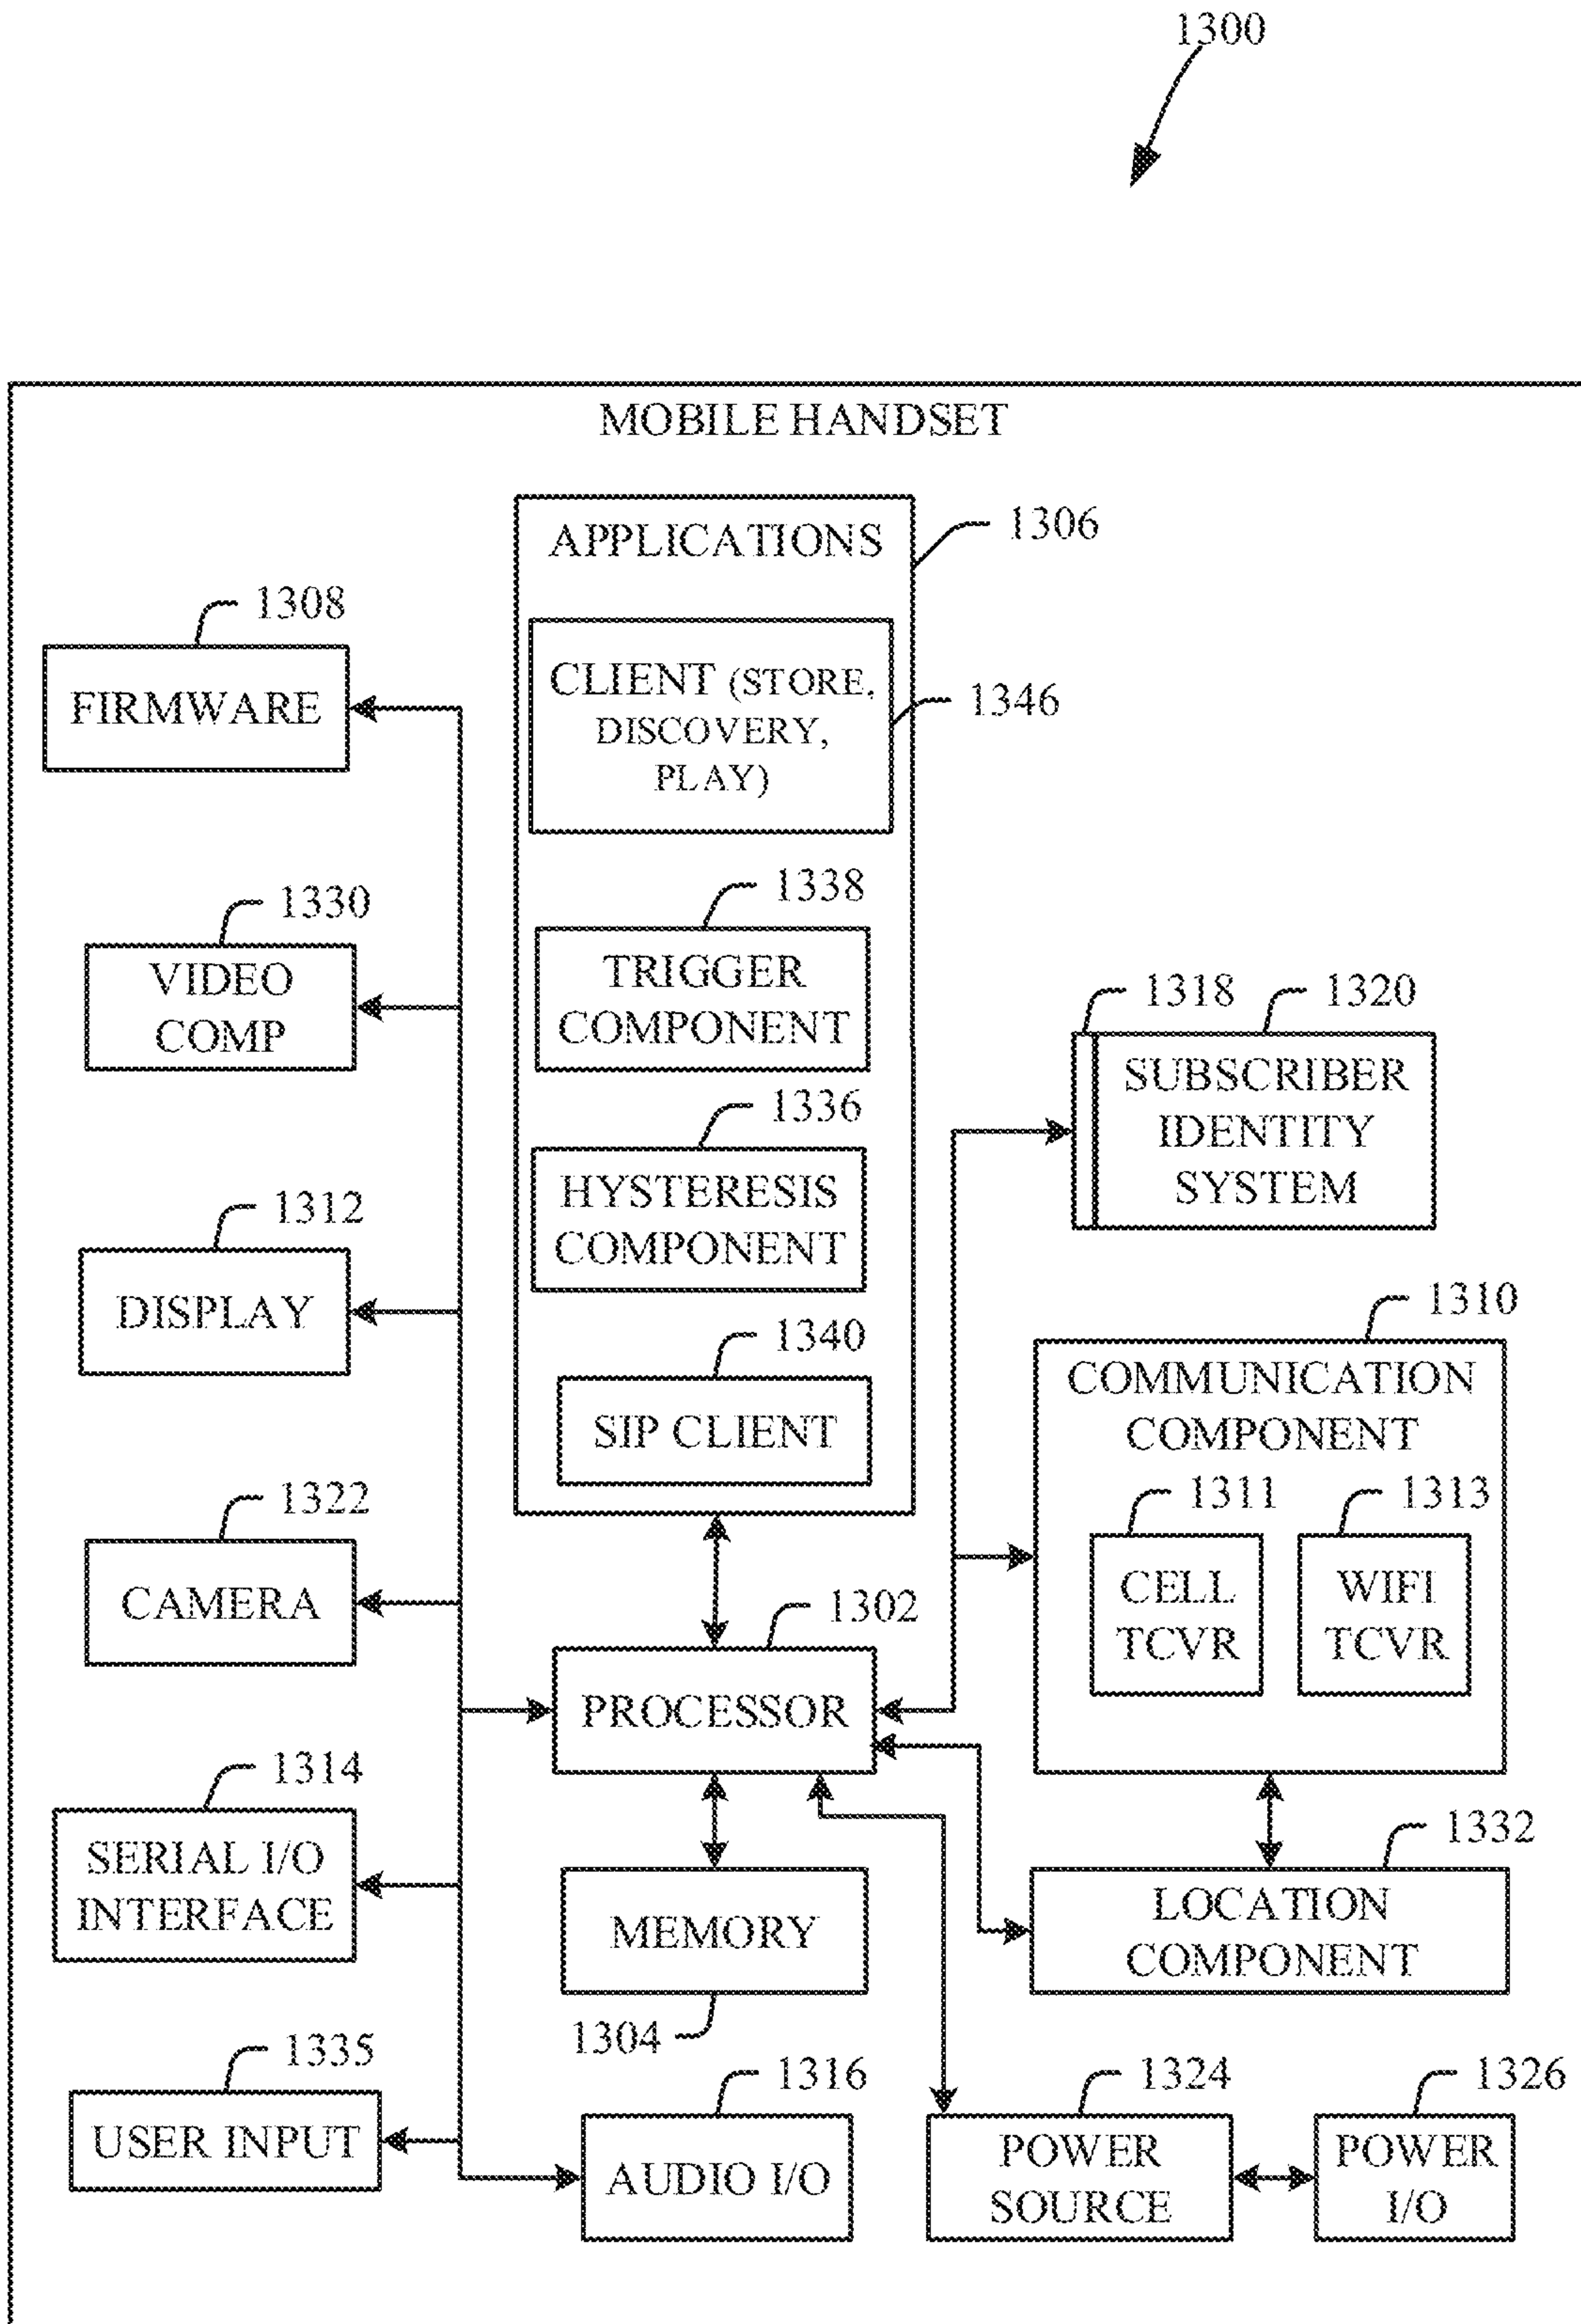 1300
MOBILE HANDSET
APPLICATIONS
1306
CLIENT (STORE,
DISCOVERY,
PLAY)
1346
1308
FIRMWARE
1338
TRIGGER
COMPONENT
1330
VIDEO
COMP
1318
1320
SUBSCRIBER
IDENTITY
SYSTEM
1336
HYSTERESIS
COMPONENT
1312
DISPLAY
1310
COMMUNICATION
COMPONENT
1340
SIP CLIENT
1311
CELL
TCVR
1313
WIFI
TCVR
1322
CAMERA
1302
PROCESSOR
1314
SERIAL I/O
INTERFACE
MEMORY
1304
1332
LOCATION
COMPONENT
1335
USER INPUT
1316
AUDIO I/O
1324
POWER
SOURCE
1326
POWER
I/O